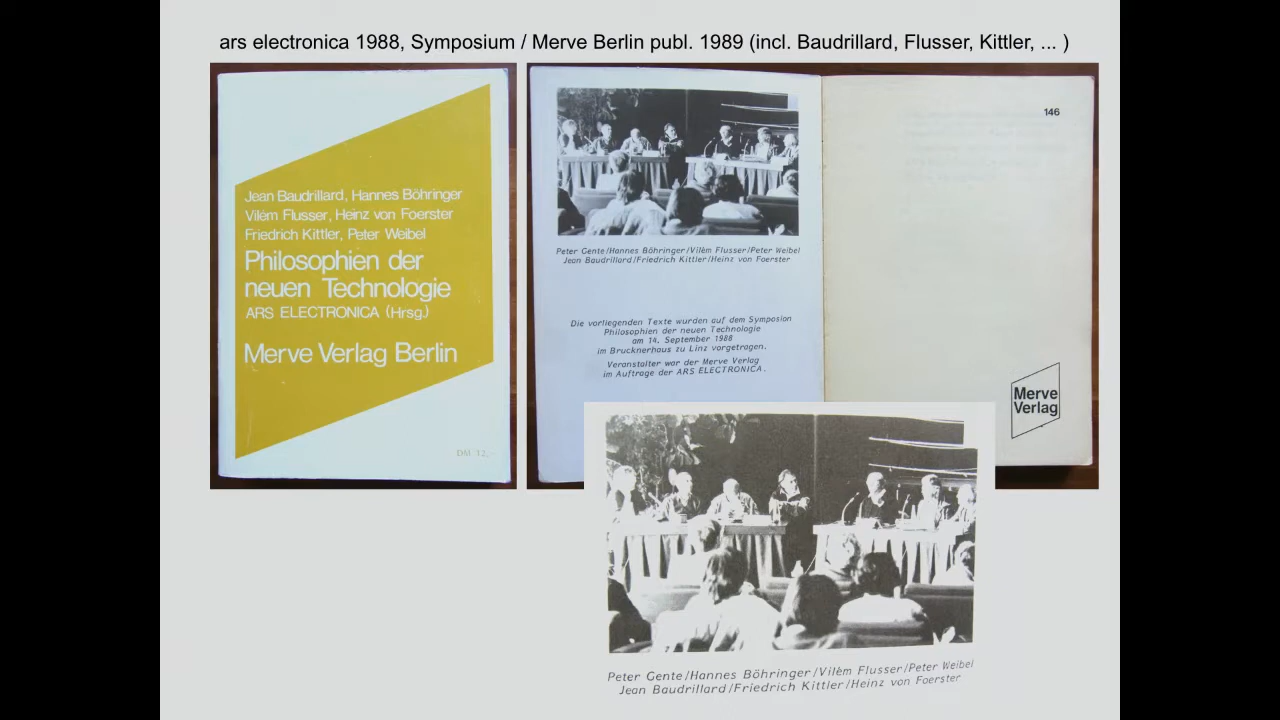 ars electronica 1988, Symposium / Merve Berlin publ. 1989 (incl. Baudrillard, Flusser, Kittler, ... )
Jean Baudrillard, Hannes Böhringer
Vilèm Flusser, Heinz von Foerster
Friedrich Kittler, Peter Weibel
Philosophien der
neuen Technologie
ARS ELECTRONICA (Hrsg.)
Merve Verlag Berlin
DM 12,-
Peter Gente/Hannes Böhringer/Vilèm Flusser/Peter Weibel
Jean Baudrillard/Friedrich Kittler/Heinz von Foerster
Die vorliegenden Texte wurden auf dem Symposion
Philosophien der neuen Technologie
am 14. September 1988
im Brucknerhaus zu Linz vorgetragen.
Veranstalter war der Merve Verlag
im Auftrage der ARS ELECTRONICA.
146
Merve
Verlag
Peter Gente/Hannes Böhringer/Vilèm Flusser/Peter Weibel
Jean Baudrillard/Friedrich Kittler/Heinz von Foerster